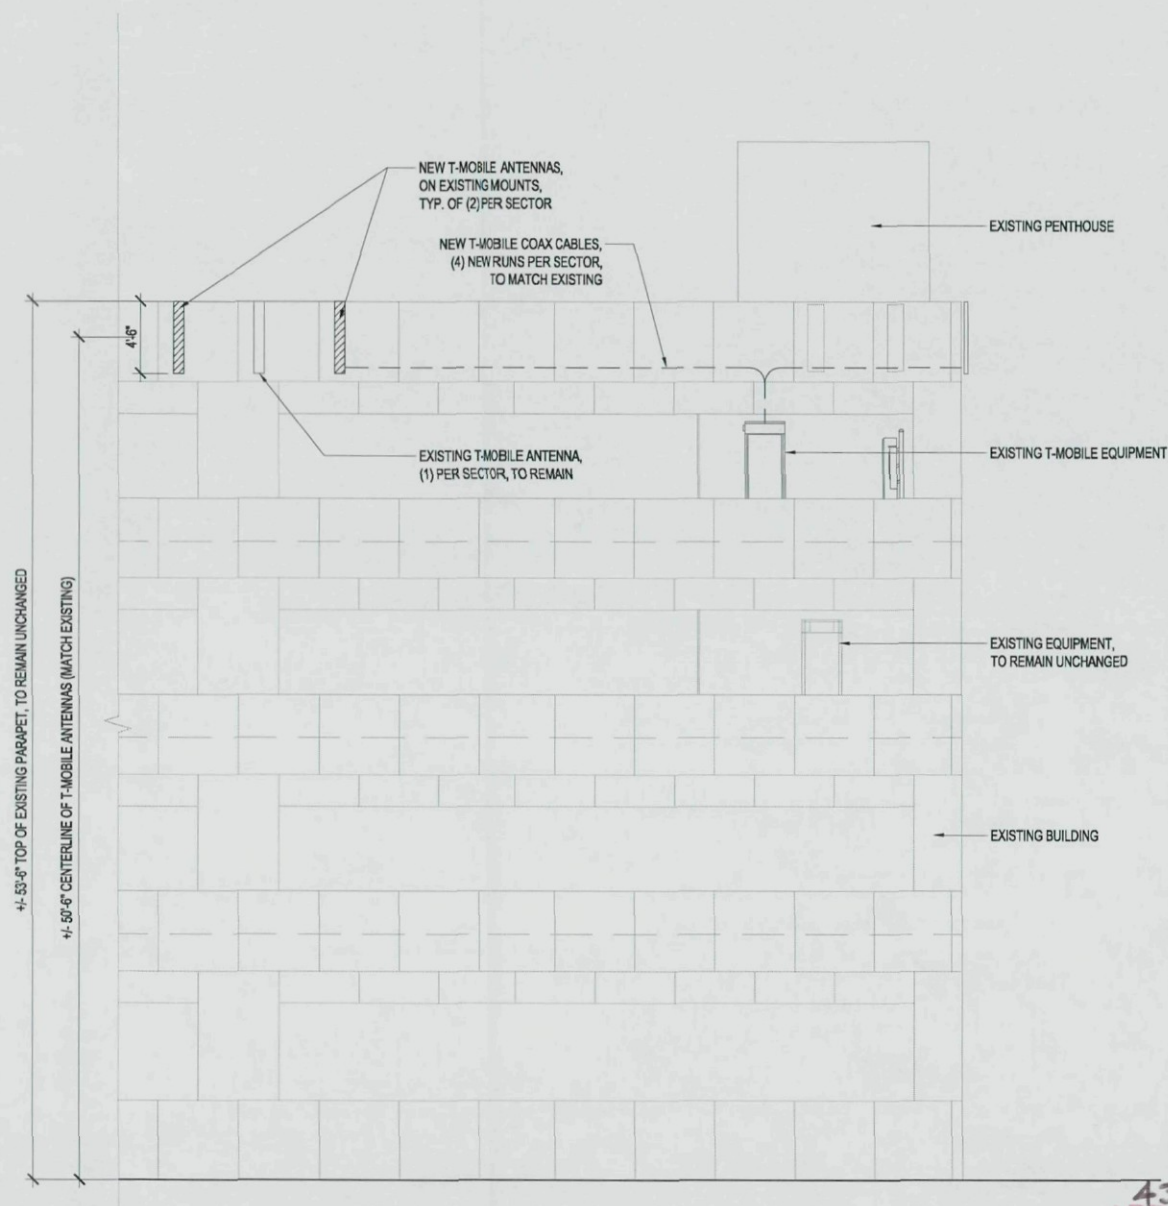 NEW T-MOBILE ANTENNAS,
ON EXISTING MOUNTS,
TYP. OF (2) PER SECTOR
NEW T-MOBILE COAX CABLES,
(4) NEW RUNS PER SECTOR,
TO MATCH EXISTING
EXISTING PENTHOUSE
4'-6"
EXISTING T-MOBILE ANTENNA,
(1) PER SECTOR, TO REMAIN
EXISTING T-MOBILE EQUIPMENT
EXISTING EQUIPMENT,
TO REMAIN UNCHANGED
EXISTING BUILDING
+/- 53'-6" TOP OF EXISTING PARAPET, TO REMAIN UNCHANGED
+/- 50'-6" CENTERLINE OF T-MOBILE ANTENNAS (MATCH EXISTING)
43